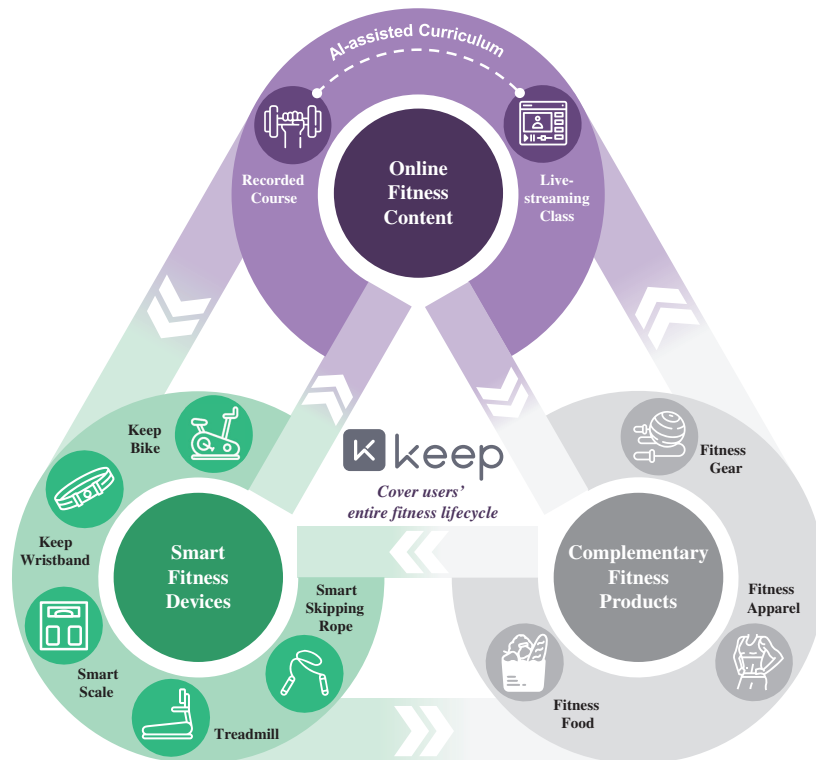 AI-assisted Curriculum
Recorded
Course
Online
Fitness
Content
Live-
streaming
Class
Keep
Bike
Keep
Wristband
Smart
Fitness
Devices
Smart
Skipping
Rope
Smart
Scale
Treadmill
K keep
Cover users'
entire fitness lifecycle
Fitness
Gear
Complementary
Fitness
Products
Fitness
Apparel
Fitness
Food